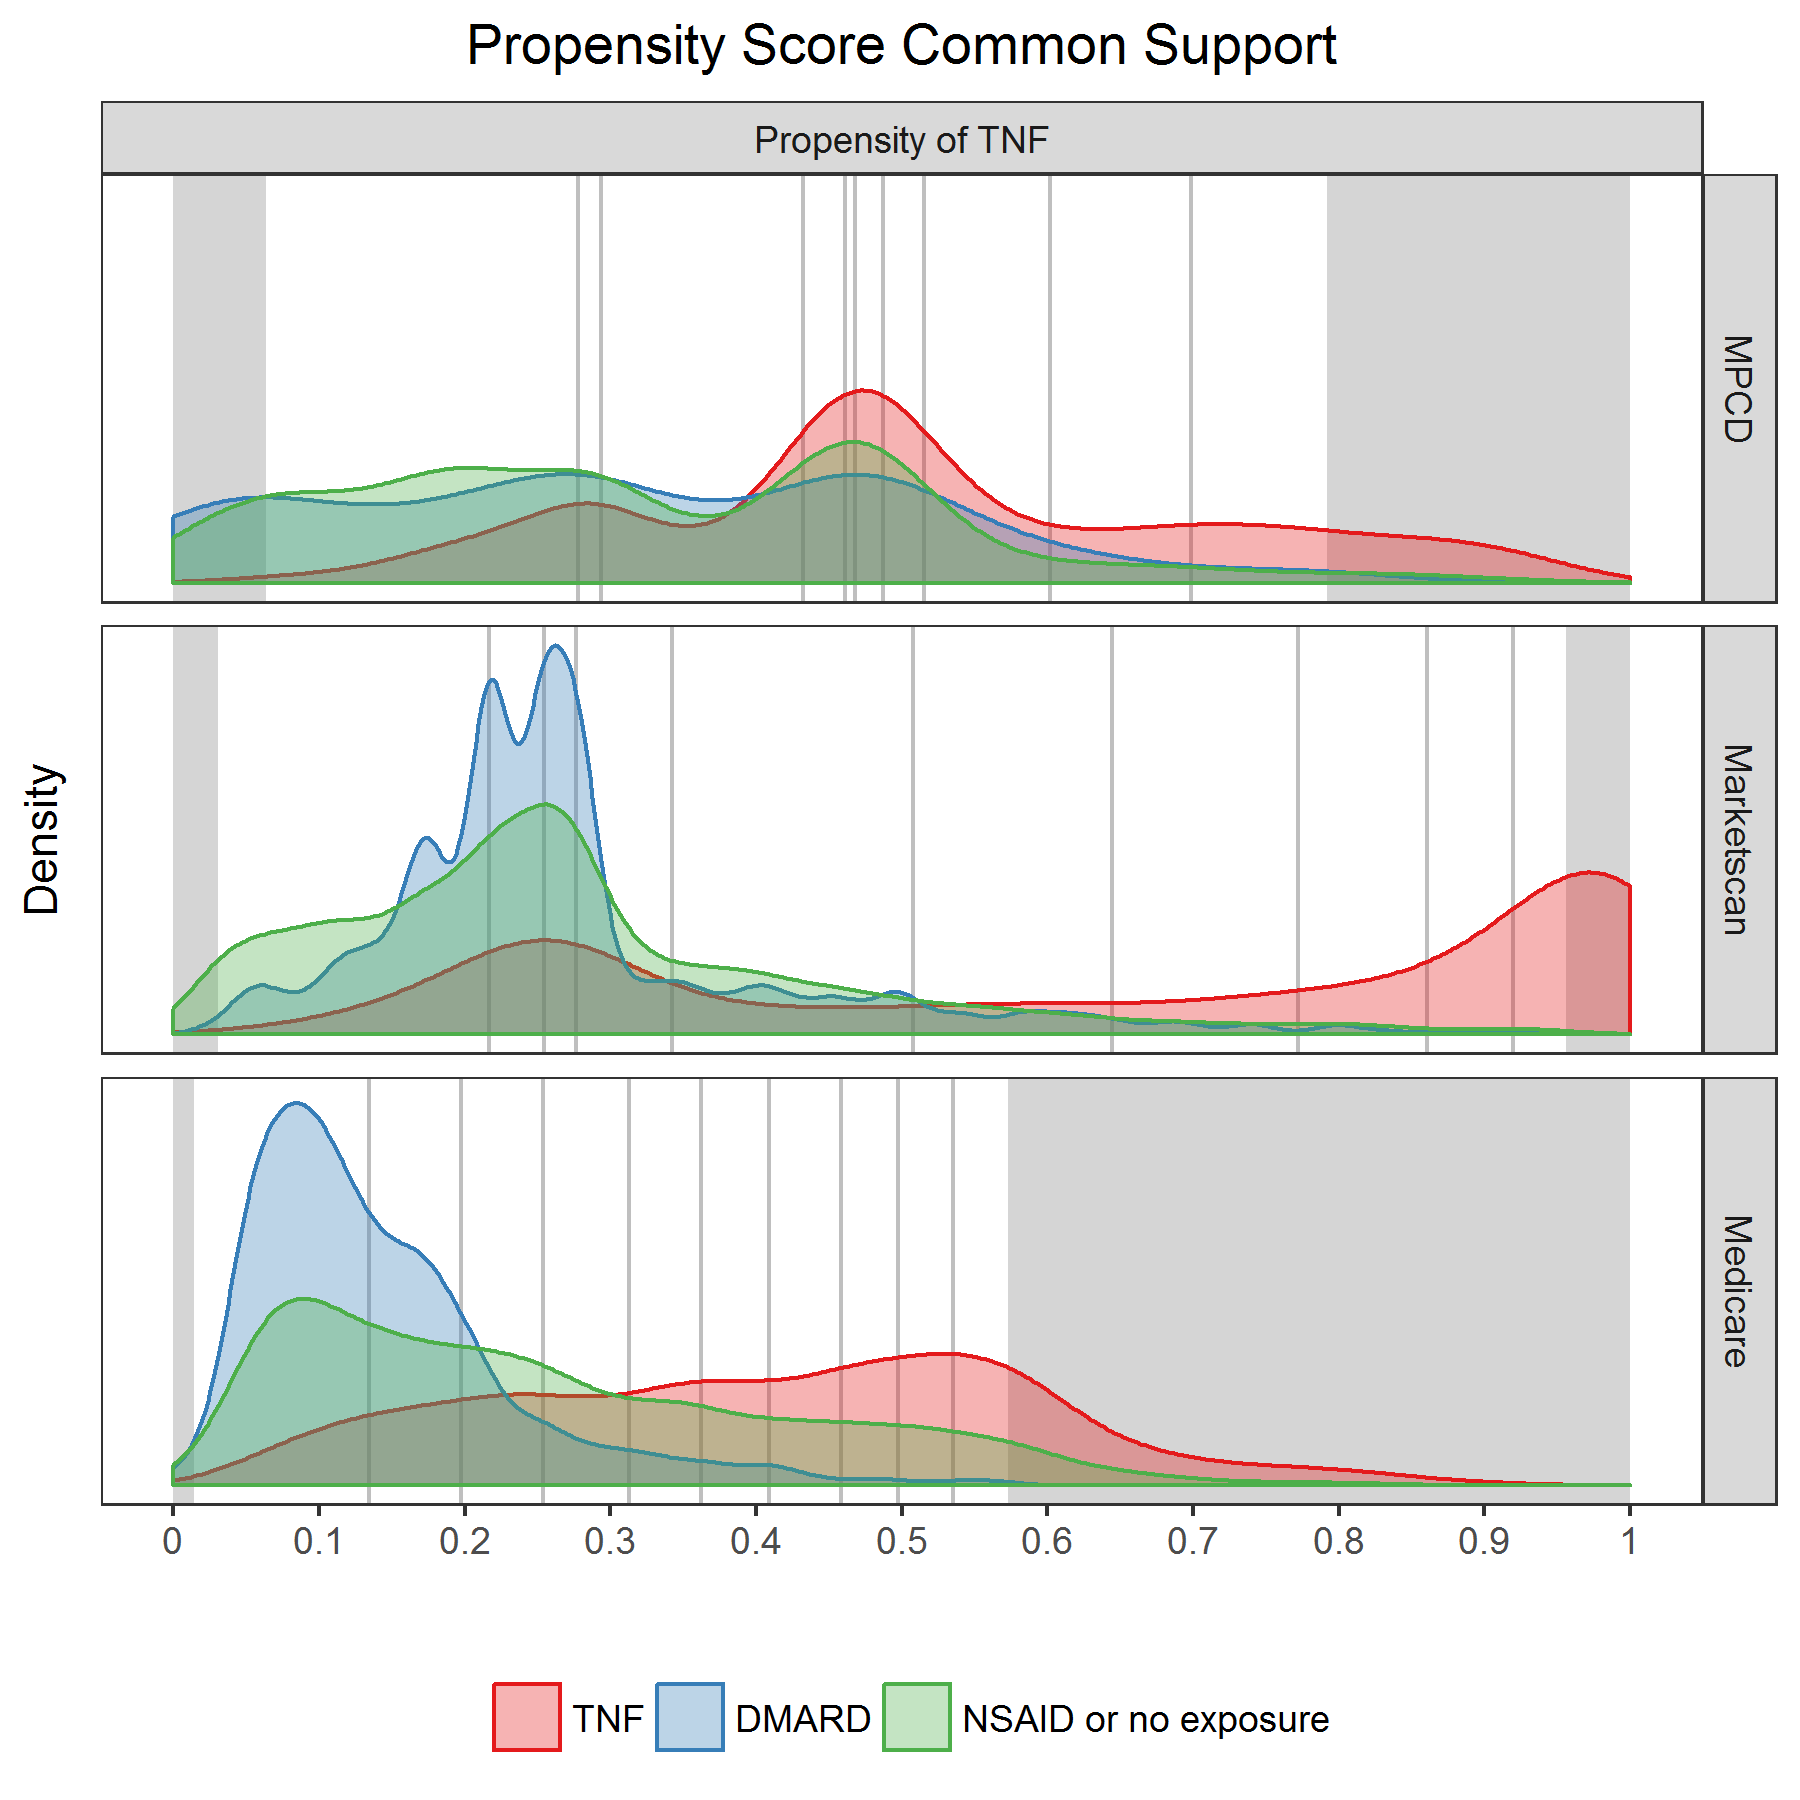 Propensity Score Common Support
Propensity of TNF
MPCD
Marketscan
Medicare
Density
0 0.1 0.2 0.3 0.4 0.5 0.6 0.7 0.8 0.9 1
TNF DMARD NSAID or no exposure